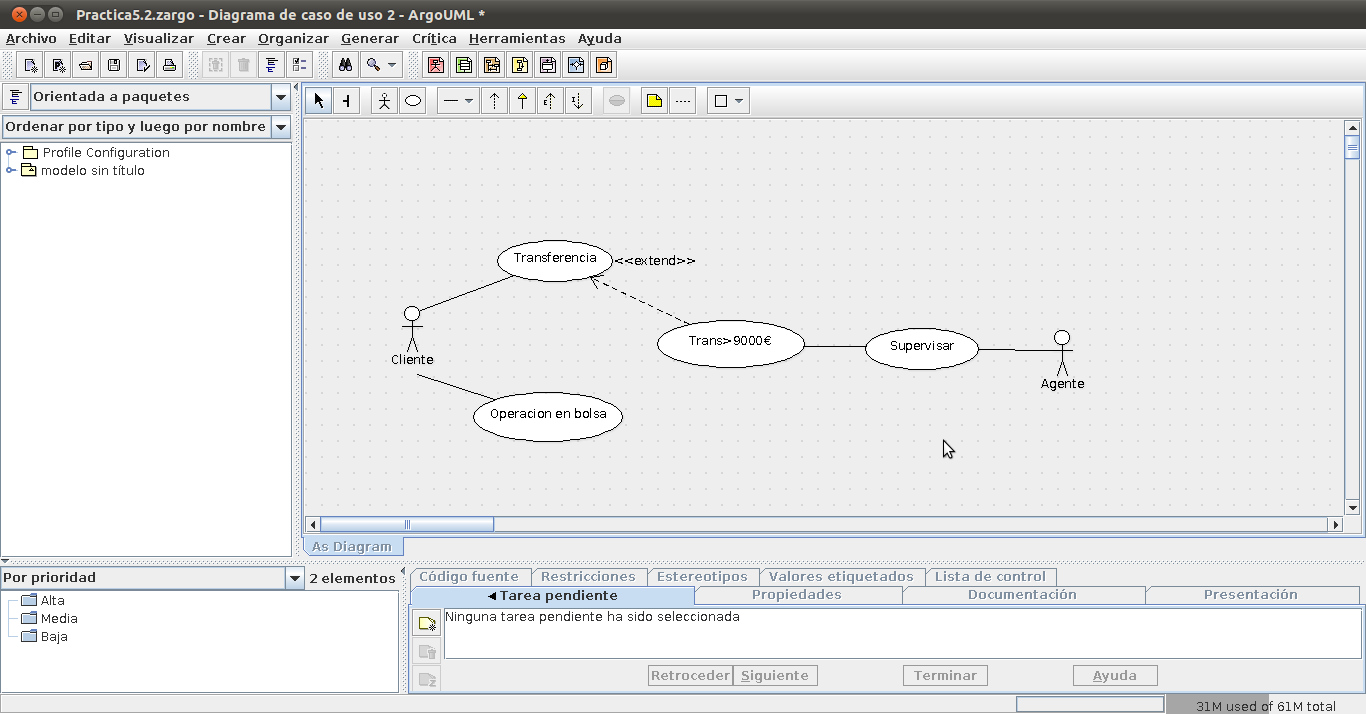 Practica5.2.zargo - Diagrama de caso de uso 2 - ArgoUML *
Archivo Editar Visualizar Crear Organizar Generar Crítica Herramientas Ayuda
Orientada a paquetes
Ordenar por tipo y luego por nombre
Profile Configuration
modelo sin título
Transferencia
<<extend>>
Cliente
Trans>9000€
Supervisar
Agente
Operacion en bolsa
As Diagram
Por prioridad
2 elementos
Alta
Media
Baja
Código fuente Restricciones Estereotipos Valores etiquetados Lista de control
Tarea pendiente Propiedades Documentación Presentación
Ninguna tarea pendiente ha sido seleccionada
Retroceder Siguiente Terminar Ayuda
31M used of 61M total